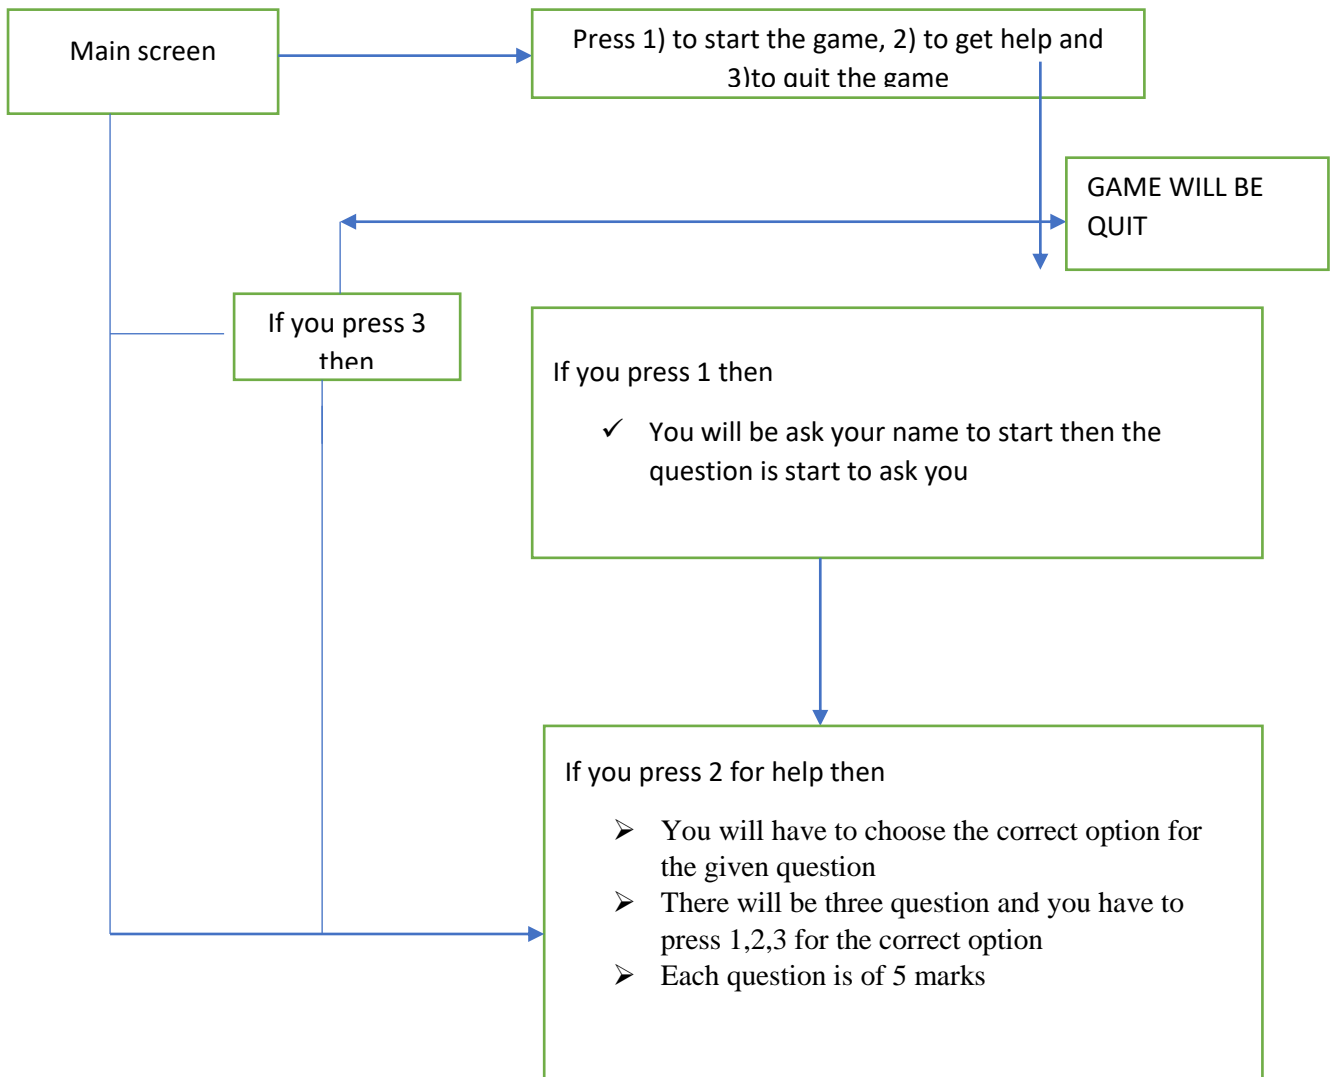 Main screen
Press 1) to start the game, 2) to get help and
3)to quit the game
GAME WILL BE
QUIT
If you press 3
then
If you press 1 then
✓ You will be ask your name to start then the
question is start to ask you
If you press 2 for help then
➢ You will have to choose the correct option for
the given question
➢ There will be three question and you have to
press 1,2,3 for the correct option
➢ Each question is of 5 marks